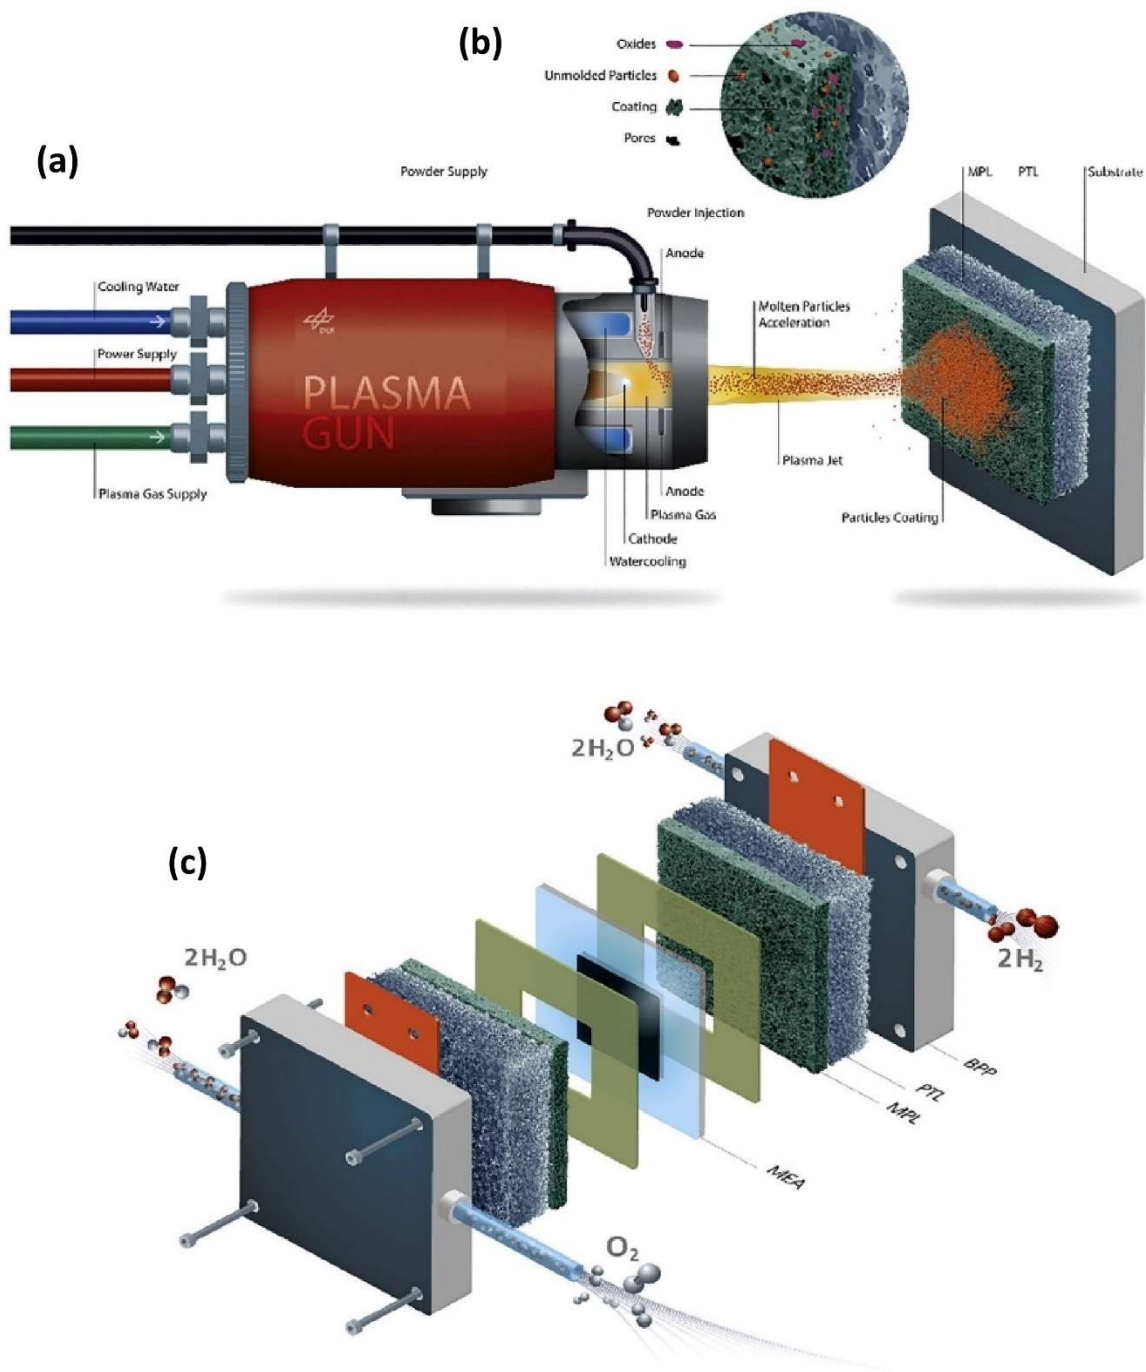 (b)
Oxides
Unmolded Particles
Coating
Pores
(a)
Powder Supply
MPL PTL Substrate
Powder Injection
Anode
Cooling Water
Molten Particles
Acceleration
Power Supply
DLR
PLASMA
GUN
Plasma Jet
Plasma Gas Supply
Anode
Plasma Gas
Particles Coating
Cathode
Watercooling
2H₂O
(c)
2H₂O
2H₂
BPP
PTL
MPL
MEA
O₂